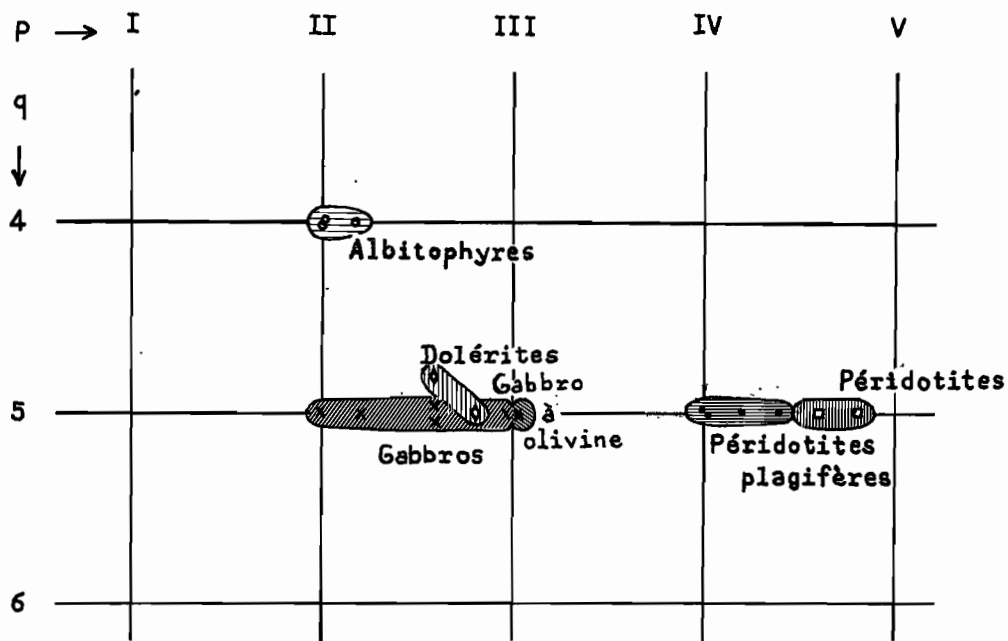 P → I II III IV V
q
↓
4
Albitophyres
Dolérites
Gabbro
Péridotites
5
à
olivine
Gabbros
Péridotites
plagifères
6